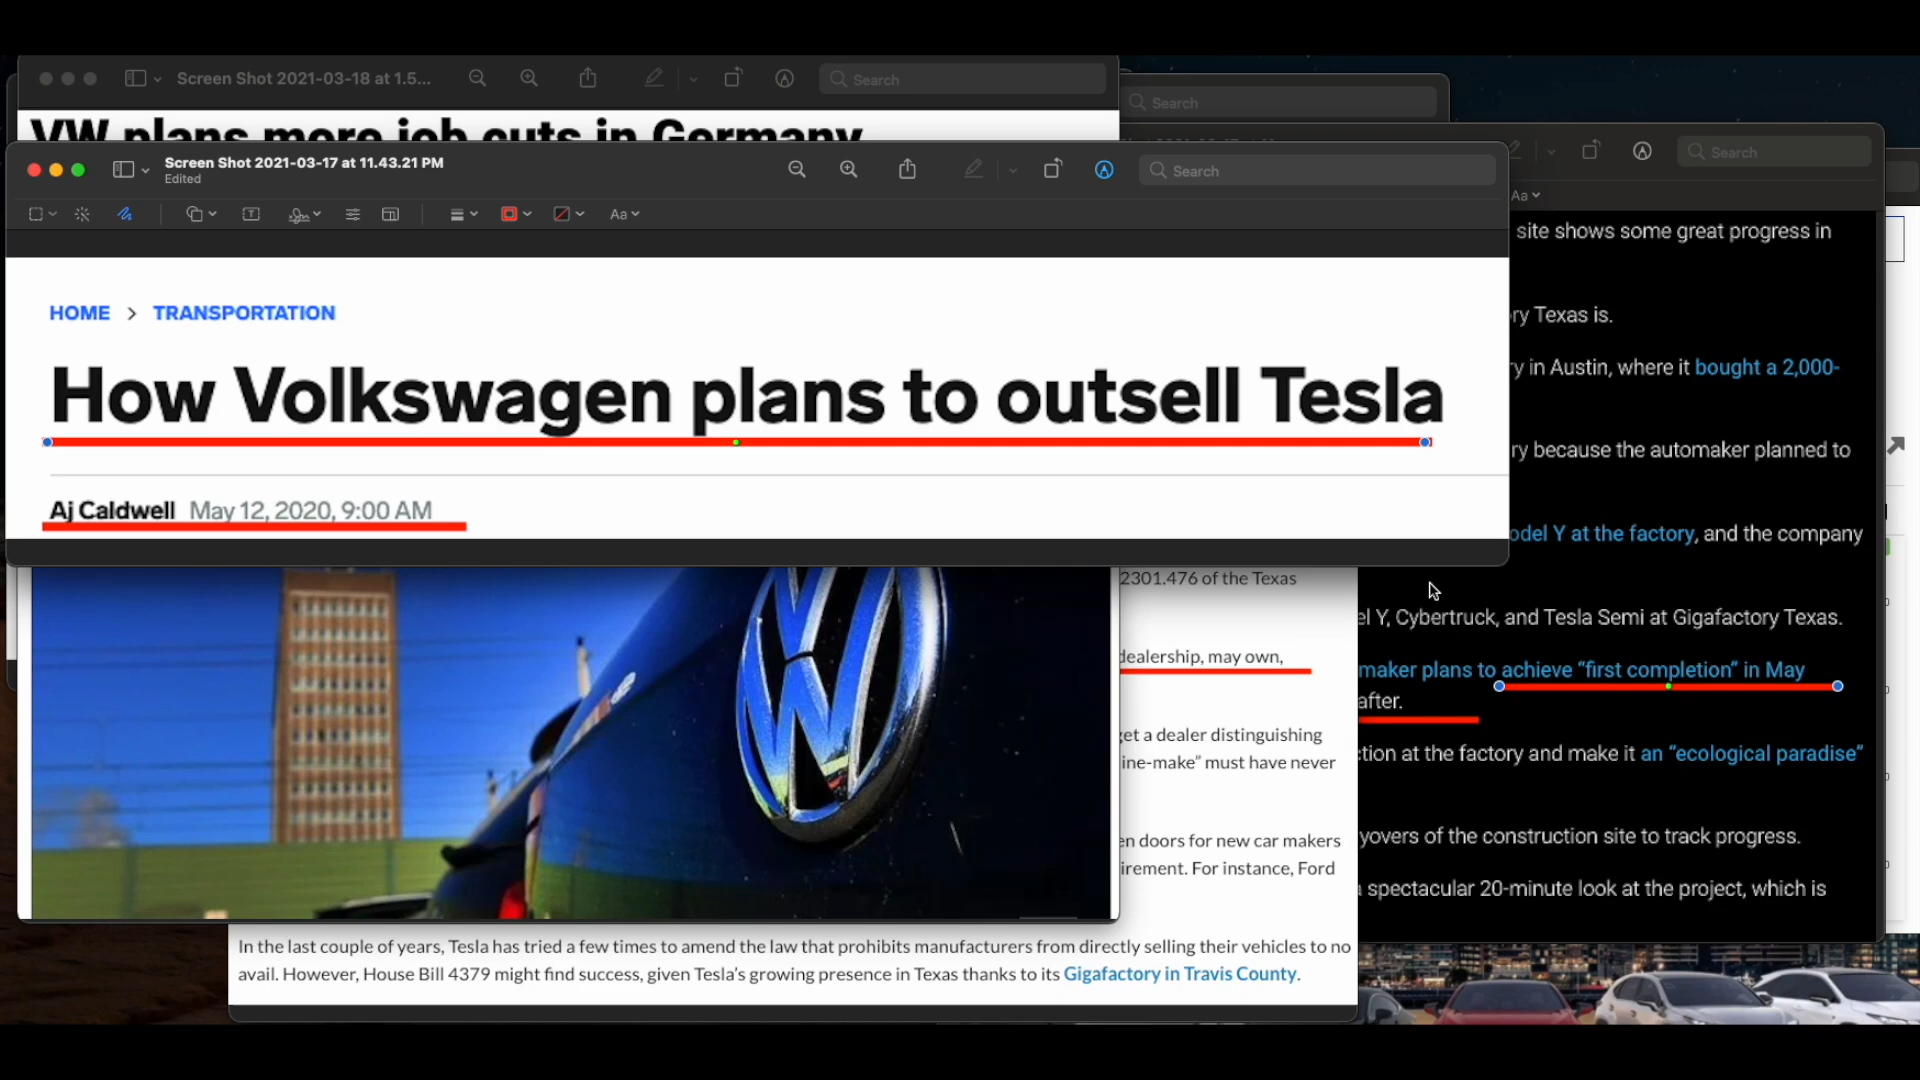 Screen Shot 2021-03-18 at 1.5...
Search
Search
VW plans more job cuts in Germany
Search
Screen Shot 2021-03-17 at 11.43.21 PM
Edited
Search
Aa
Aa
HOME > TRANSPORTATION
How Volkswagen plans to outsell Tesla
Aj Caldwell May 12, 2020, 9:00 AM
site shows some great progress in
ry Texas is.
ry in Austin, where it bought a 2,000-
ry because the automaker planned to
odel Y at the factory, and the company
el Y, Cybertruck, and Tesla Semi at Gigafactory Texas.
maker plans to achieve “first completion” in May
after.
ction at the factory and make it an “ecological paradise”
yovers of the construction site to track progress.
a spectacular 20-minute look at the project, which is
2301.476 of the Texas
dealership, may own,
get a dealer distinguishing
line-make” must have never
en doors for new car makers
irement. For instance, Ford
In the last couple of years, Tesla has tried a few times to amend the law that prohibits manufacturers from directly selling their vehicles to no
avail. However, House Bill 4379 might find success, given Tesla's growing presence in Texas thanks to its Gigafactory in Travis County.